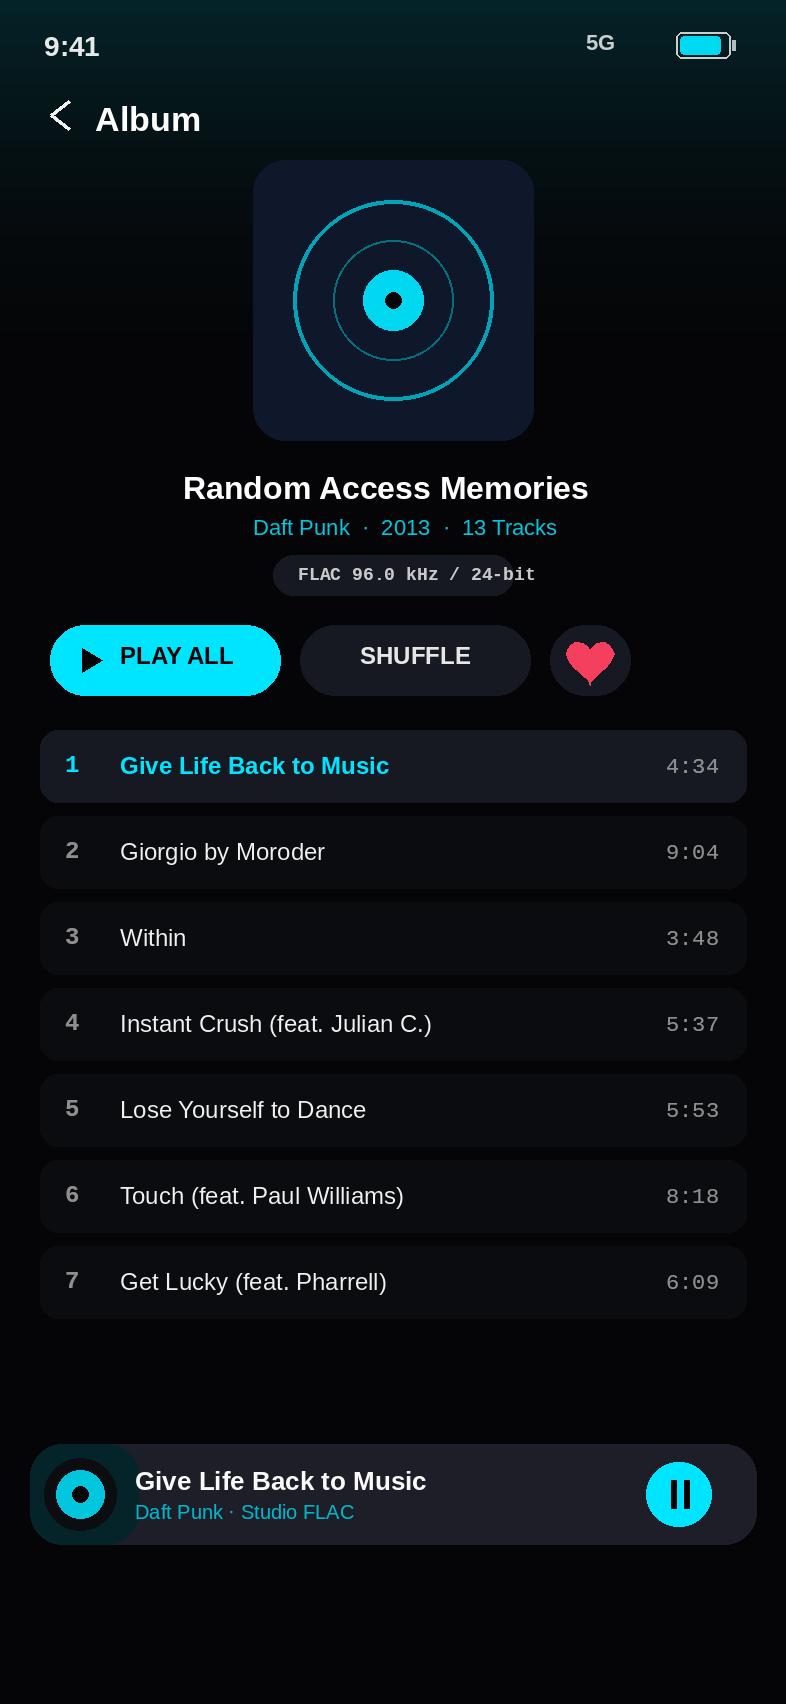 9:41 5G
Album
Random Access Memories
Daft Punk · 2013 · 13 Tracks
FLAC 96.0 kHz / 24-bit
PLAY ALL SHUFFLE
1 Give Life Back to Music 4:34
2 Giorgio by Moroder 9:04
3 Within 3:48
4 Instant Crush (feat. Julian C.) 5:37
5 Lose Yourself to Dance 5:53
6 Touch (feat. Paul Williams) 8:18
7 Get Lucky (feat. Pharrell) 6:09
Give Life Back to Music
Daft Punk · Studio FLAC